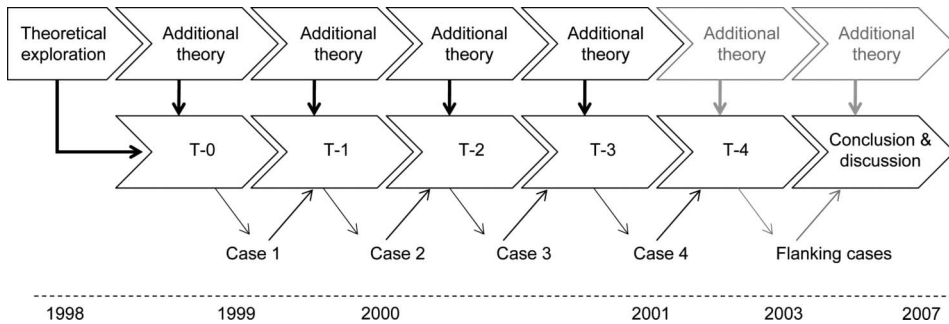 Theoretical
exploration
Additional
theory
Additional
theory
Additional
theory
Additional
theory
Additional
theory
Additional
theory
T-0
T-1
T-2
T-3
T-4
Conclusion &
discussion
Case 1
Case 2
Case 3
Case 4
Flanking cases
1998
1999
2000
2001
2003
2007